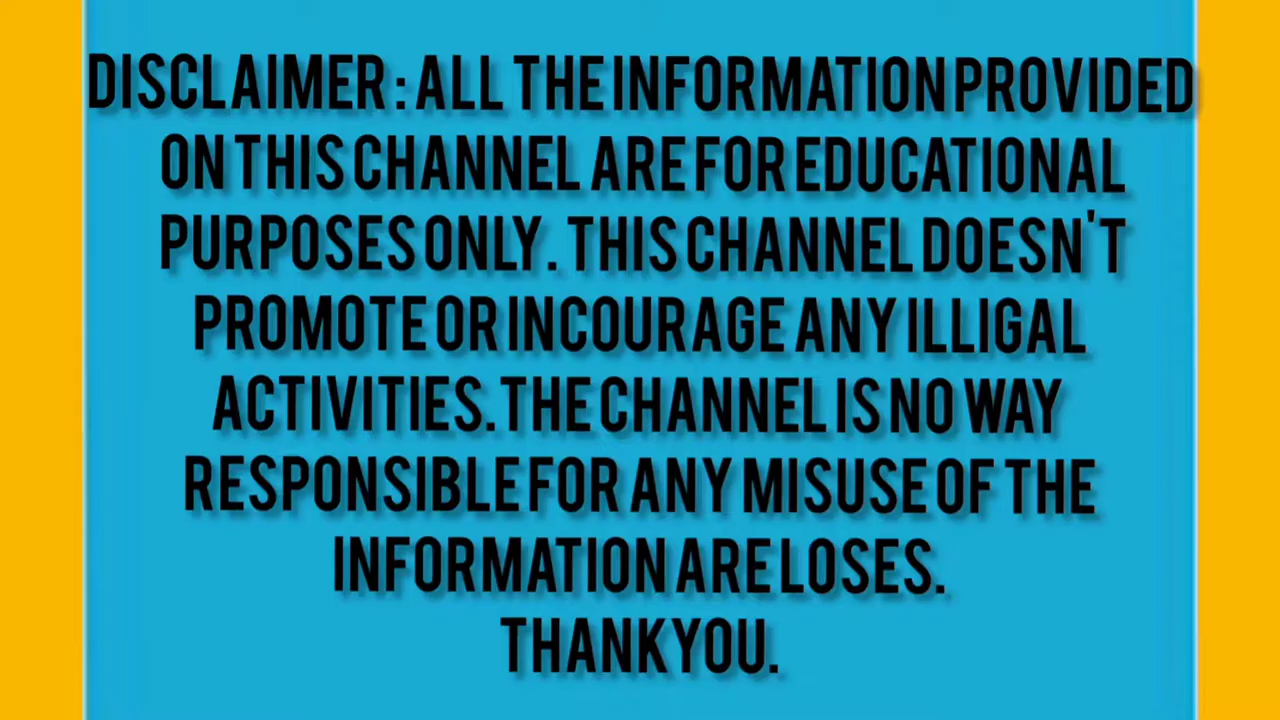 DISCLAIMER : ALL THE INFORMATION PROVIDED
ON THIS CHANNEL ARE FOR EDUCATIONAL
PURPOSES ONLY. THIS CHANNEL DOESN'T
PROMOTE OR INCOURAGE ANY ILLIGAL
ACTIVITIES. THE CHANNEL IS NO WAY
RESPONSIBLE FOR ANY MISUSE OF THE
INFORMATION ARE LOSES.
THANK YOU.